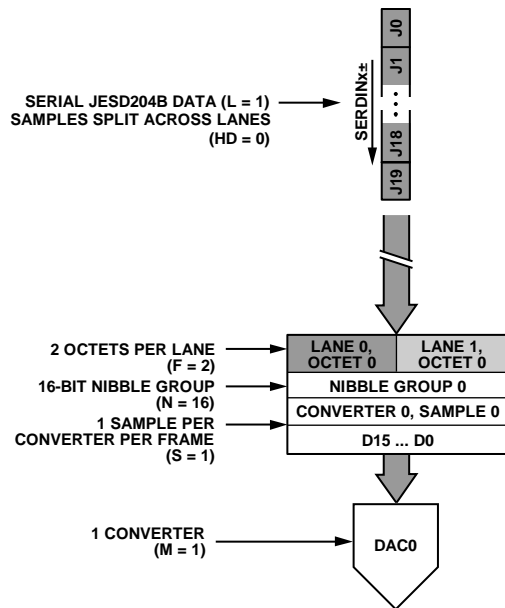 J0
J1
SERIAL JESD204B DATA (L = 1)
SAMPLES SPLIT ACROSS LANES
(HD = 0)
SERDINx±
J18
J19
2 OCTETS PER LANE
(F = 2)
LANE 0,
OCTET 0
LANE 1,
OCTET 0
16-BIT NIBBLE GROUP
(N = 16)
NIBBLE GROUP 0
1 SAMPLE PER
CONVERTER PER FRAME
(S = 1)
CONVERTER 0, SAMPLE 0
D15 ... D0
1 CONVERTER
(M = 1)
DAC0